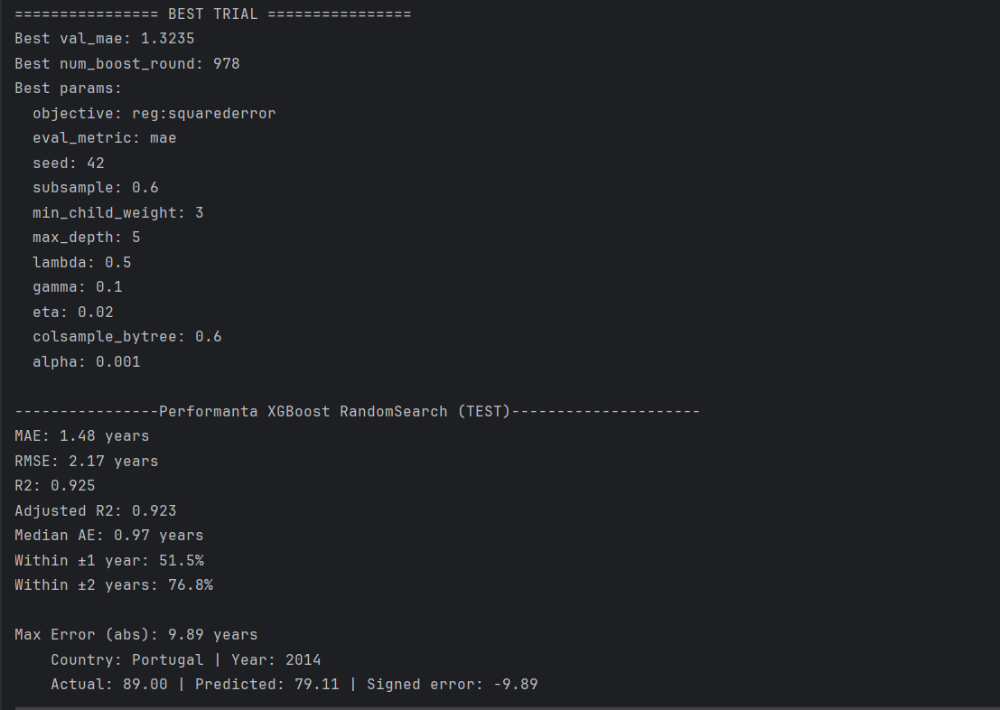 ================ BEST TRIAL ================
Best val_mae: 1.3235
Best num_boost_round: 978
Best params:
  objective: reg:squarederror
  eval_metric: mae
  seed: 42
  subsample: 0.6
  min_child_weight: 3
  max_depth: 5
  lambda: 0.5
  gamma: 0.1
  eta: 0.02
  colsample_bytree: 0.6
  alpha: 0.001
----------------Performanta XGBoost RandomSearch (TEST)---------------------
MAE: 1.48 years
RMSE: 2.17 years
R2: 0.925
Adjusted R2: 0.923
Median AE: 0.97 years
Within ±1 year: 51.5%
Within ±2 years: 76.8%
Max Error (abs): 9.89 years
    Country: Portugal | Year: 2014
    Actual: 89.00 | Predicted: 79.11 | Signed error: -9.89